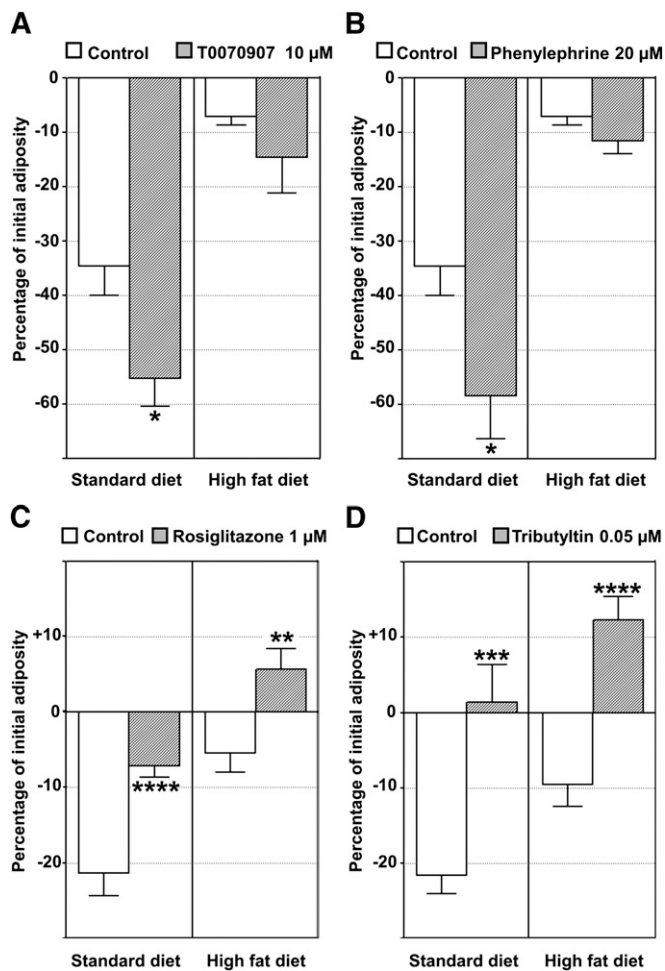 A
Control T0070907 10 µM
Percentage of initial adiposity
0
-10
-20
-30
-40
-50
-60
*
Standard diet High fat diet
B
Control Phenylephrine 20 µM
Percentage of initial adiposity
0
-10
-20
-30
-40
-50
-60
*
Standard diet High fat diet
C
Control Rosiglitazone 1 µM
Percentage of initial adiposity
+10
0
-10
-20
****
**
Standard diet High fat diet
D
Control Tributyltin 0.05 µM
Percentage of initial adiposity
+10
0
-10
-20
***
****
Standard diet High fat diet